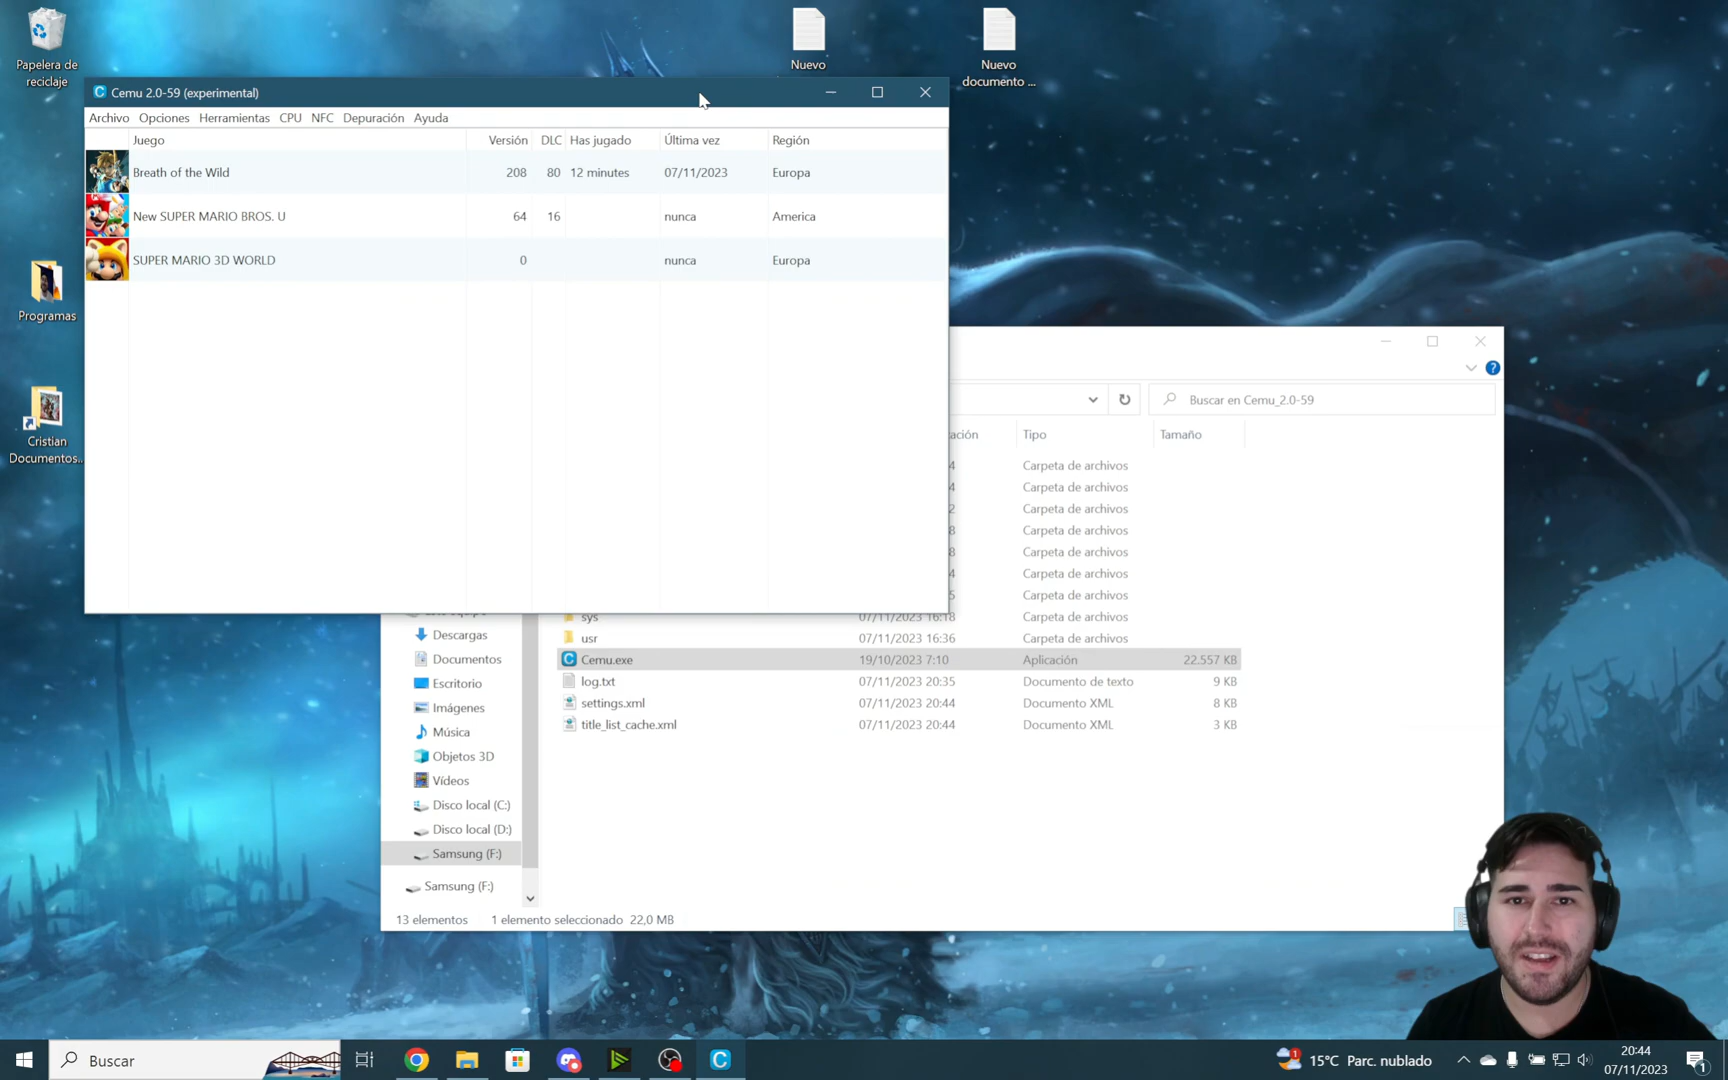 Papelera de
reciclaje
Nuevo
Nuevo
documento ...
Cemu 2.0-59 (experimental)
Archivo Opciones Herramientas CPU NFC Depuración Ayuda
Juego Versión DLC Has jugado Última vez Región
Breath of the Wild 208 80 12 minutes 07/11/2023 Europa
New SUPER MARIO BROS. U 64 16 nunca America
SUPER MARIO 3D WORLD 0 nunca Europa
Programas
Cristian
Documentos...
Buscar en Cemu_2.0-59
ación Tipo Tamaño
4 Carpeta de archivos
4 Carpeta de archivos
2 Carpeta de archivos
8 Carpeta de archivos
8 Carpeta de archivos
4 Carpeta de archivos
5 Carpeta de archivos
sys 07/11/2023 16:18 Carpeta de archivos
usr 07/11/2023 16:36 Carpeta de archivos
Cemu.exe 19/10/2023 7:10 Aplicación 22.557 KB
log.txt 07/11/2023 20:35 Documento de texto 9 KB
settings.xml 07/11/2023 20:44 Documento XML 8 KB
title_list_cache.xml 07/11/2023 20:44 Documento XML 3 KB
Descargas
Documentos
Escritorio
Imágenes
Música
Objetos 3D
Vídeos
Disco local (C:)
Disco local (D:)
Samsung (F:)
Samsung (F:)
13 elementos 1 elemento seleccionado 22,0 MB
Buscar
15°C Parc. nublado
20:44
07/11/2023